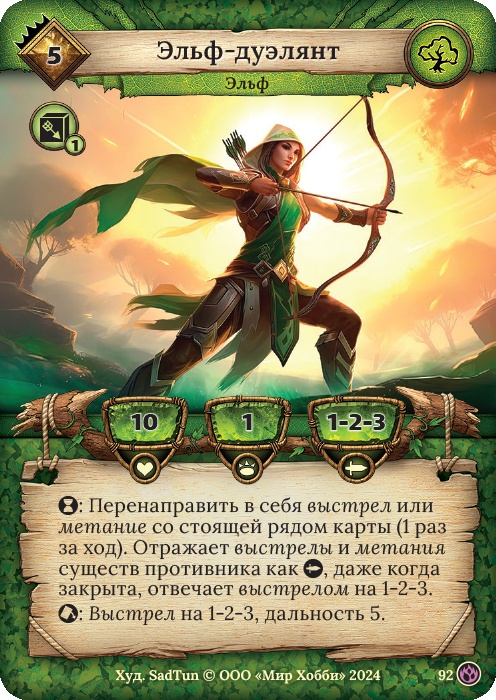 5
Эльф-дуэлянт
Эльф
1
10
1
1-2-3
: Перенаправить в себя выстрел или
метание со стоящей рядом карты (1 раз
за ход). Отражает выстрелы и метания
существ противника как , даже когда
закрыта, отвечает выстрелом на 1-2-3.
: Выстрел на 1-2-3, дальность 5.
Худ. SadTun © ООО «Мир Хобби» 2024
92